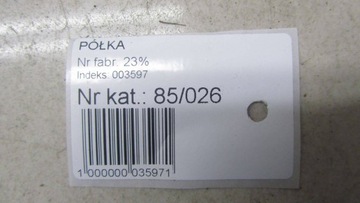 PÓŁKA
Nr fabr. 23%
Indeks. 003597
Nr kat.: 85/026
1 000000 035971